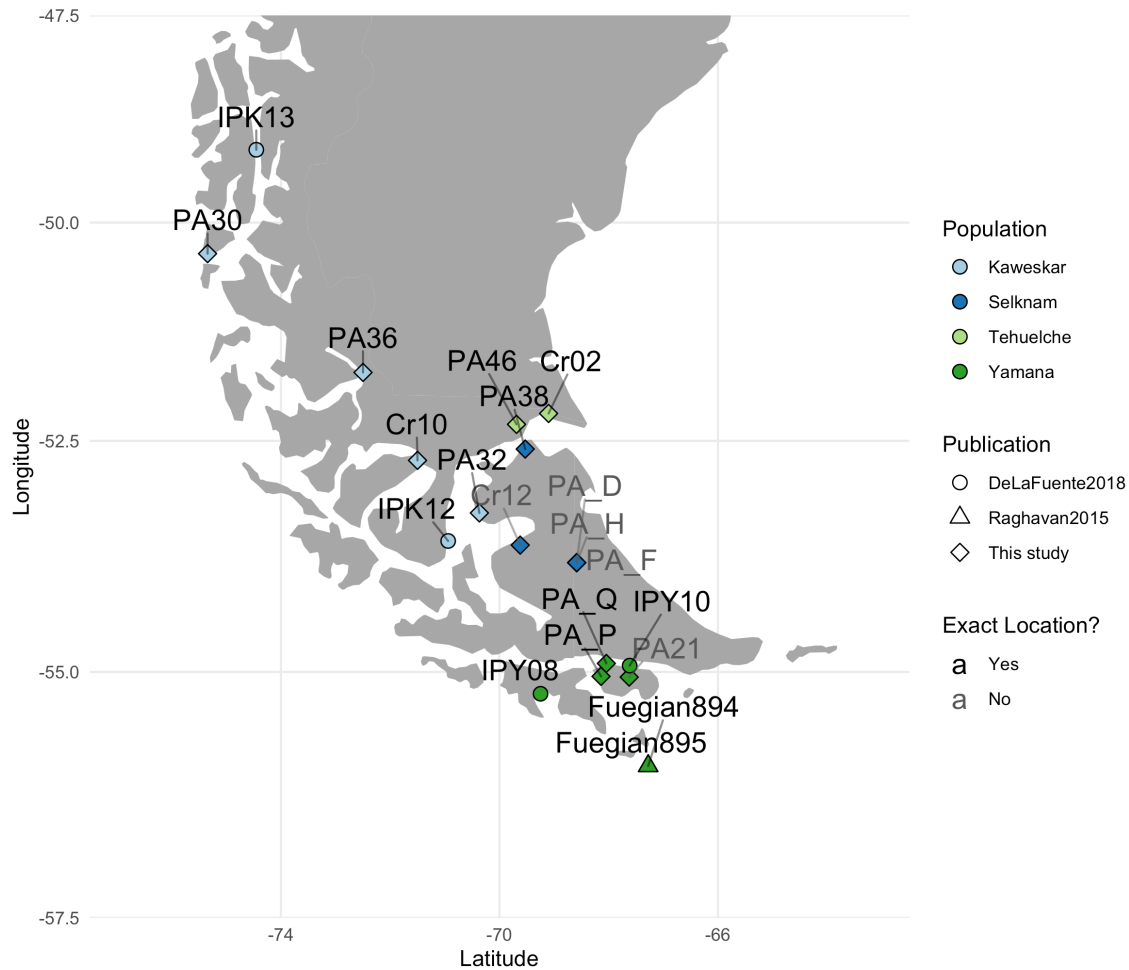 -47.5
IPK13
PA30
-50.0
PA36
PA46
Cr02
PA38
Cr10
-52.5
PA32
Cr12
PA_D
IPK12
PA_H
PA_F
PA_Q
IPY10
PA_P
PA21
IPY08
-55.0
Fuegian894
Fuegian895
-57.5
-74
-70
-66
Latitude
Longitude
Population
Kaweskar
Selknam
Tehuelche
Yamana
Publication
DeLaFuente2018
Raghavan2015
This study
Exact Location?
a Yes
a No